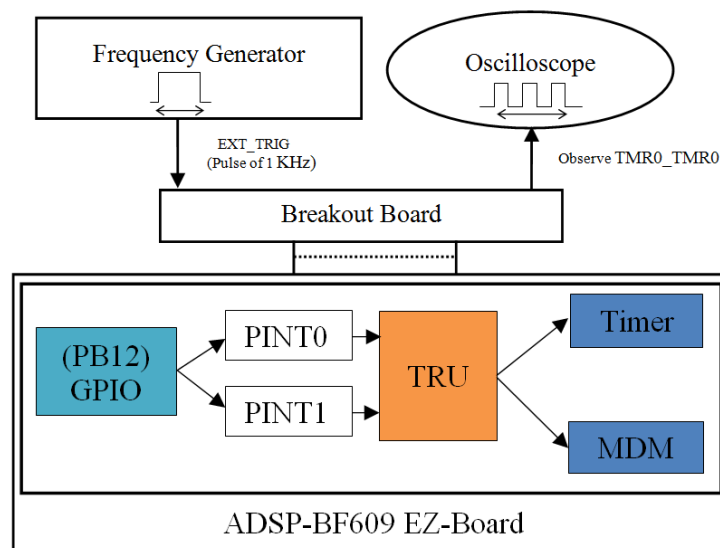 Frequency Generator
Oscilloscope
EXT_TRIG
(Pulse of 1 KHz)
Observe TMR0_TMR0
Breakout Board
(PB12)
GPIO
PINT0
PINT1
TRU
Timer
MDM
ADSP-BF609 EZ-Board